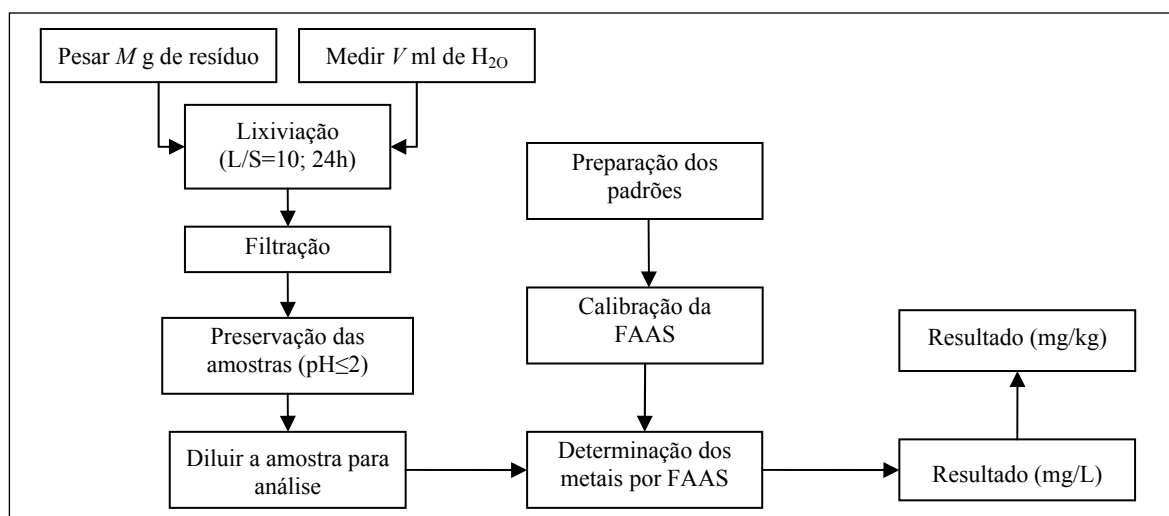 Pesar M g de resíduo
Medir V ml de H2O
Lixiviação
(L/S=10; 24h)
Filtração
Preservação das
amostras (pH≤2)
Diluir a amostra para
análise
Preparação dos
padrões
Calibração da
FAAS
Determinação dos
metais por FAAS
Resultado (mg/kg)
Resultado (mg/L)